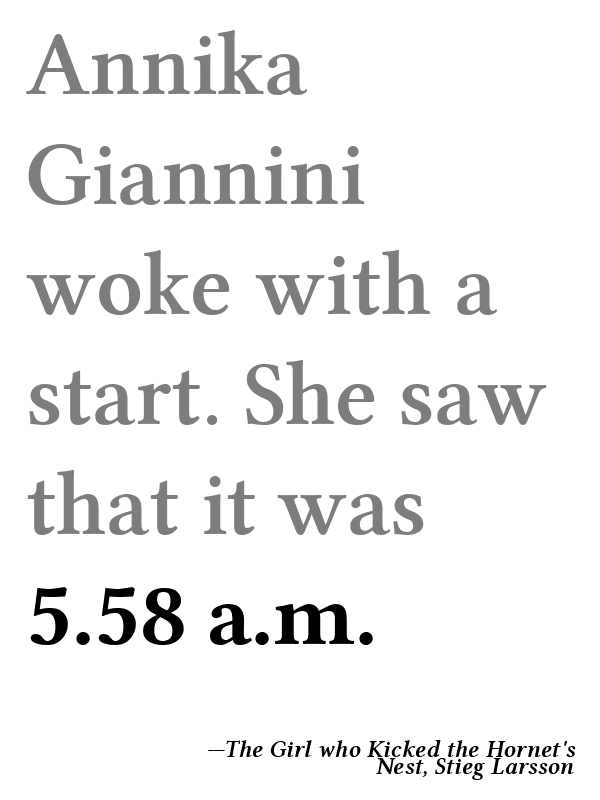 Annika
Giannini
woke with a
start. She saw
that it was
5.58 a.m.
—The Girl who Kicked the Hornet's
Nest, Stieg Larsson